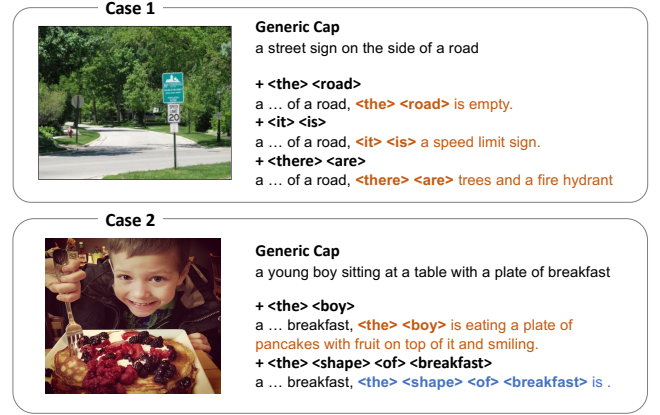 Case 1
Generic Cap
a street sign on the side of a road
+ <the> <road>
a … of a road, <the> <road> is empty.
+ <it> <is>
a … of a road, <it> <is> a speed limit sign.
+ <there> <are>
a … of a road, <there> <are> trees and a fire hydrant
SPEED
LIMIT
20
Case 2
Generic Cap
a young boy sitting at a table with a plate of breakfast
+ <the> <boy>
a … breakfast, <the> <boy> is eating a plate of
pancakes with fruit on top of it and smiling.
+ <the> <shape> <of> <breakfast>
a … breakfast, <the> <shape> <of> <breakfast> is .